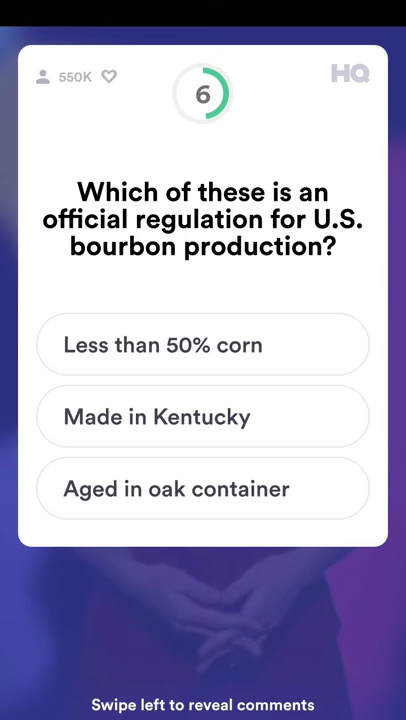 550K
HQ
6
Which of these is an
official regulation for U.S.
bourbon production?
Less than 50% corn
Made in Kentucky
Aged in oak container
Swipe left to reveal comments